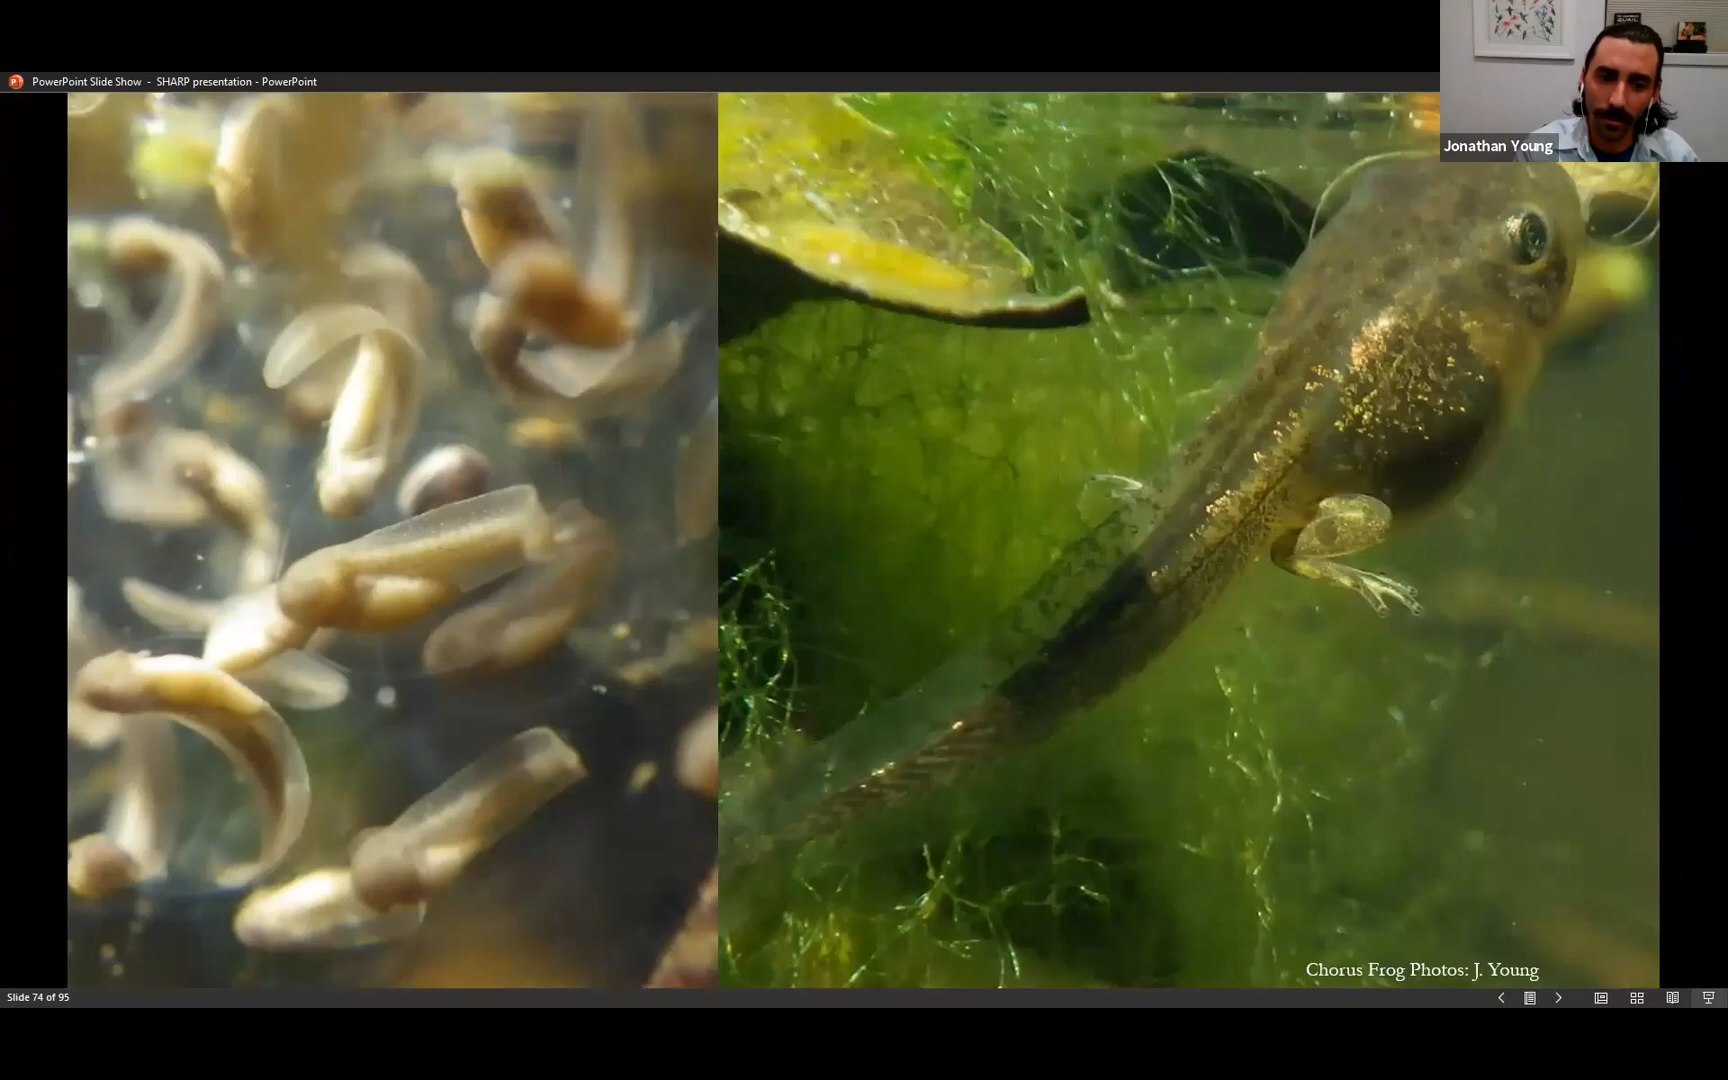 PowerPoint Slide Show - SHARP presentation - PowerPoint
Jonathan Young
Chorus Frog Photos: J. Young
Slide 74 of 95